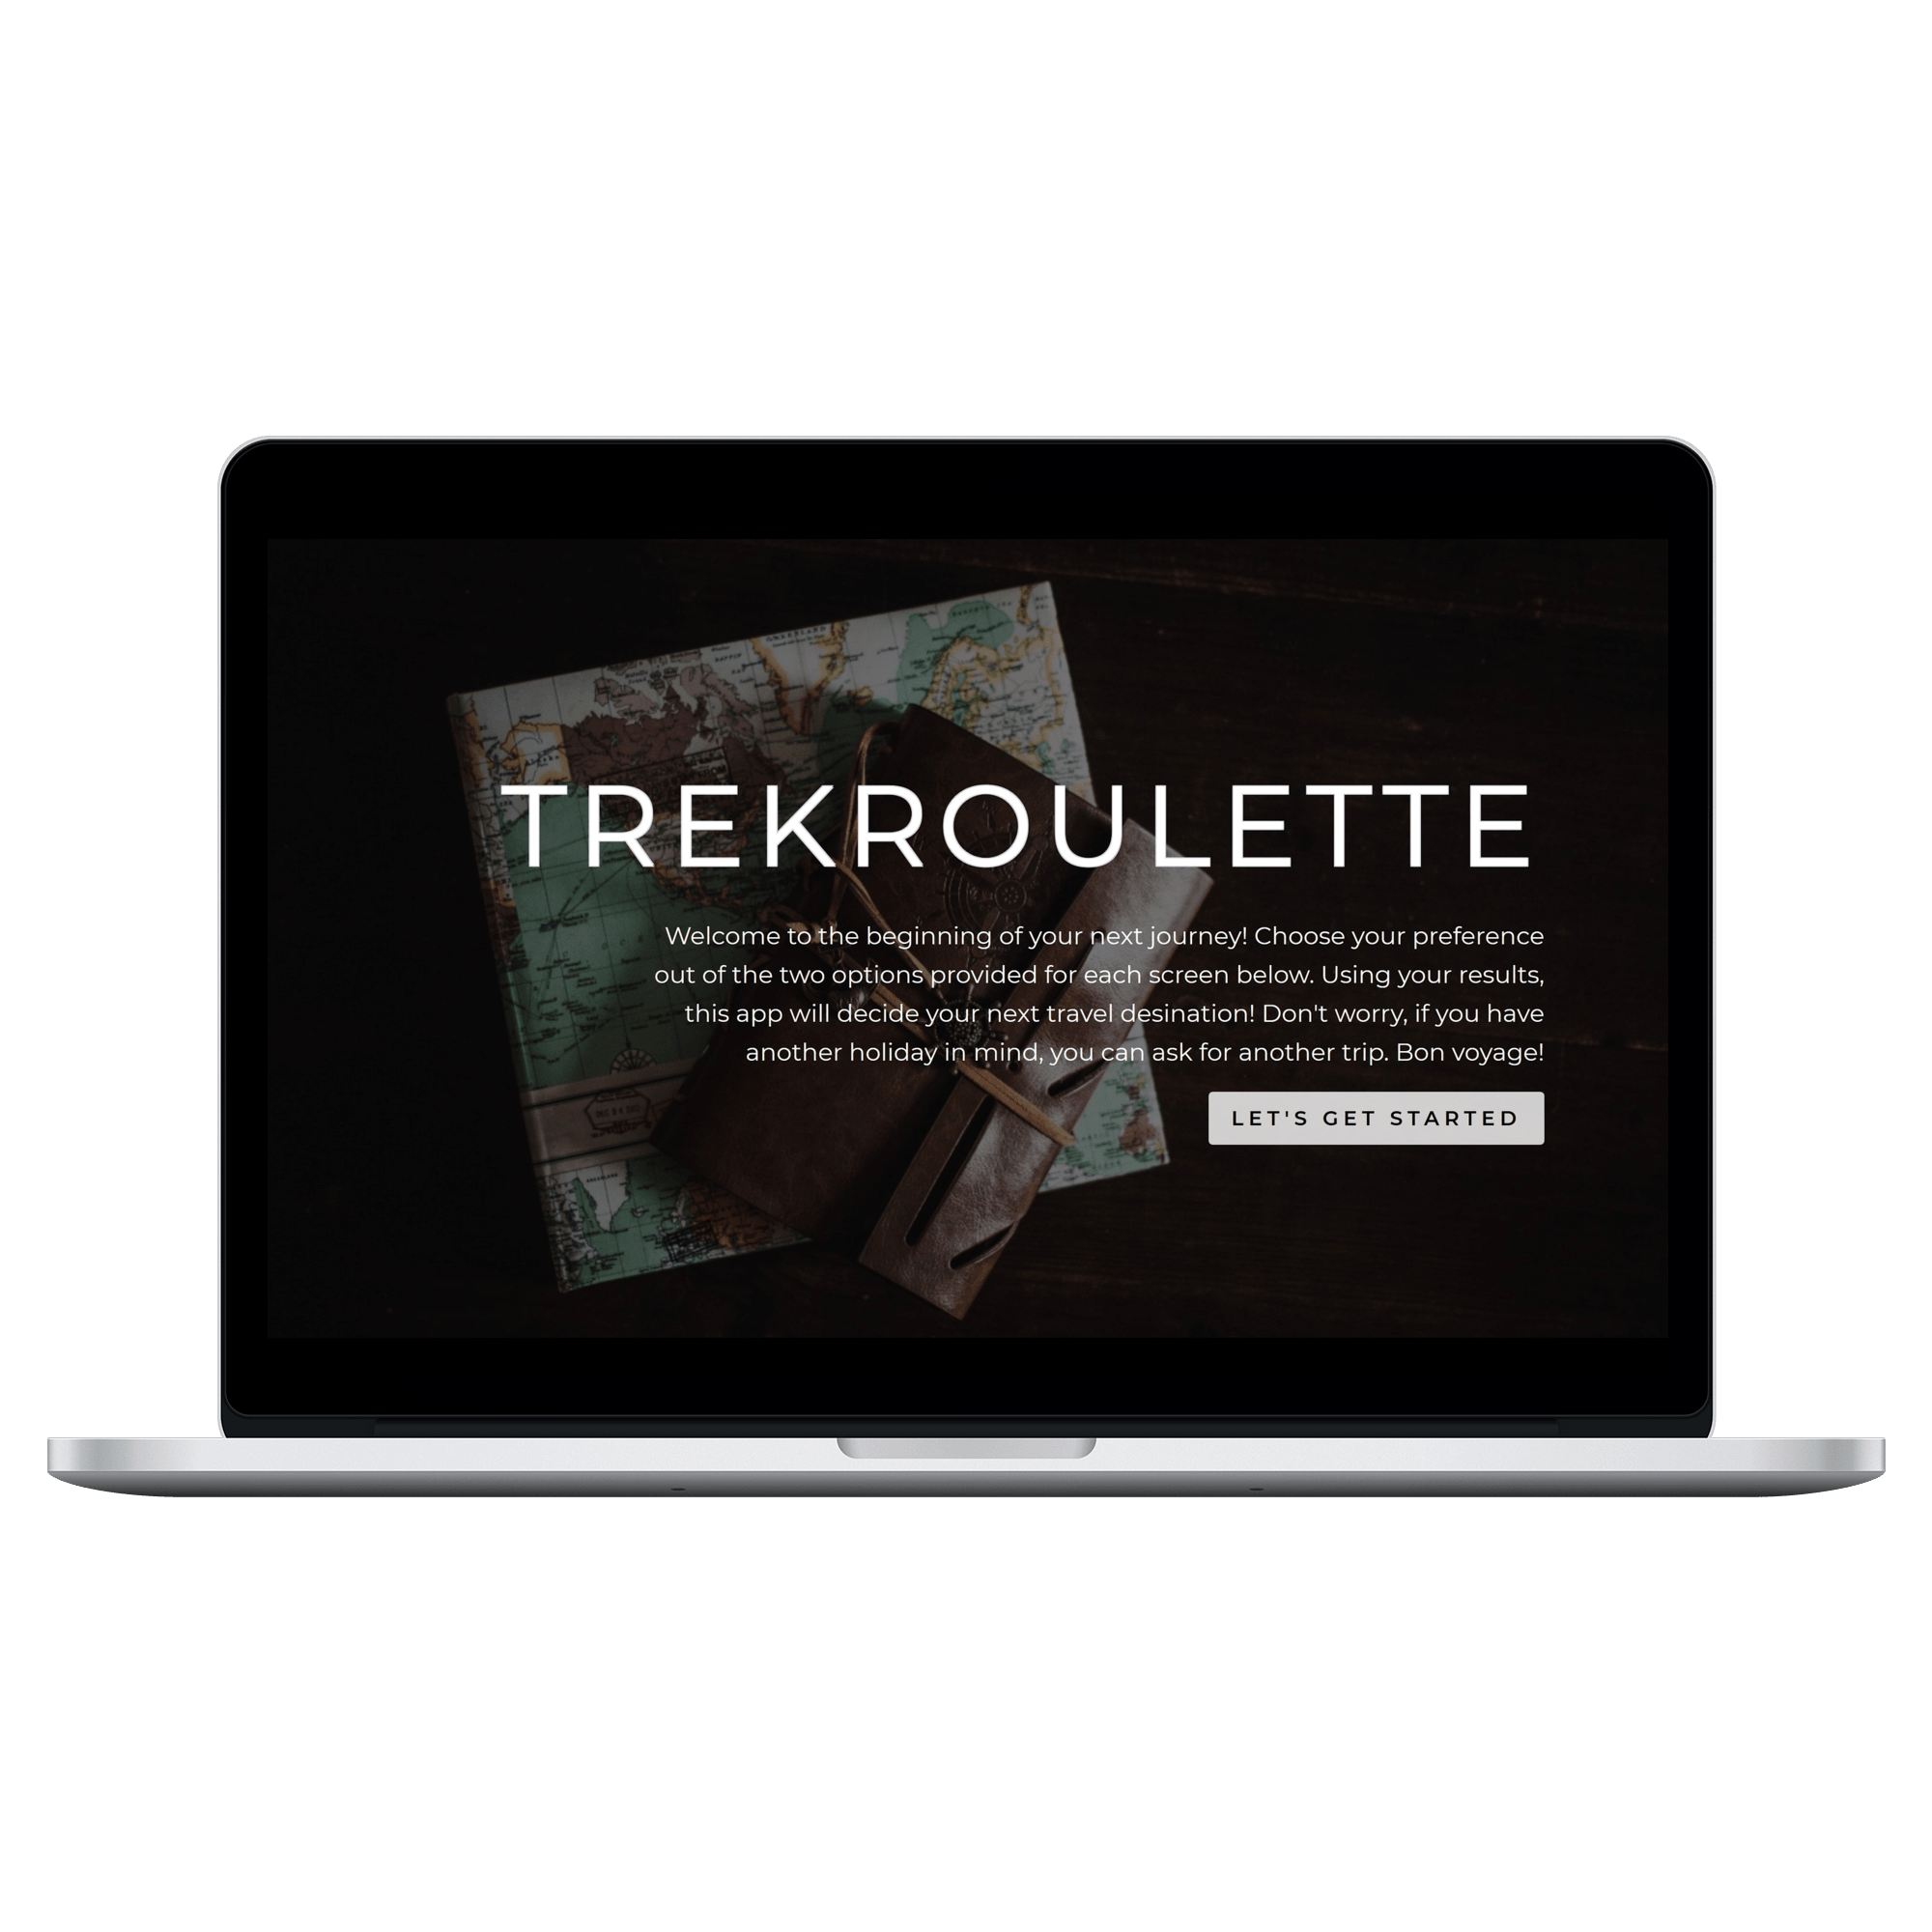 TREKROULETTE
Welcome to the beginning of your next journey! Choose your preference
out of the two options provided for each screen below. Using your results,
this app will decide your next travel desination! Don't worry, if you have
another holiday in mind, you can ask for another trip. Bon voyage!
LET'S GET STARTED